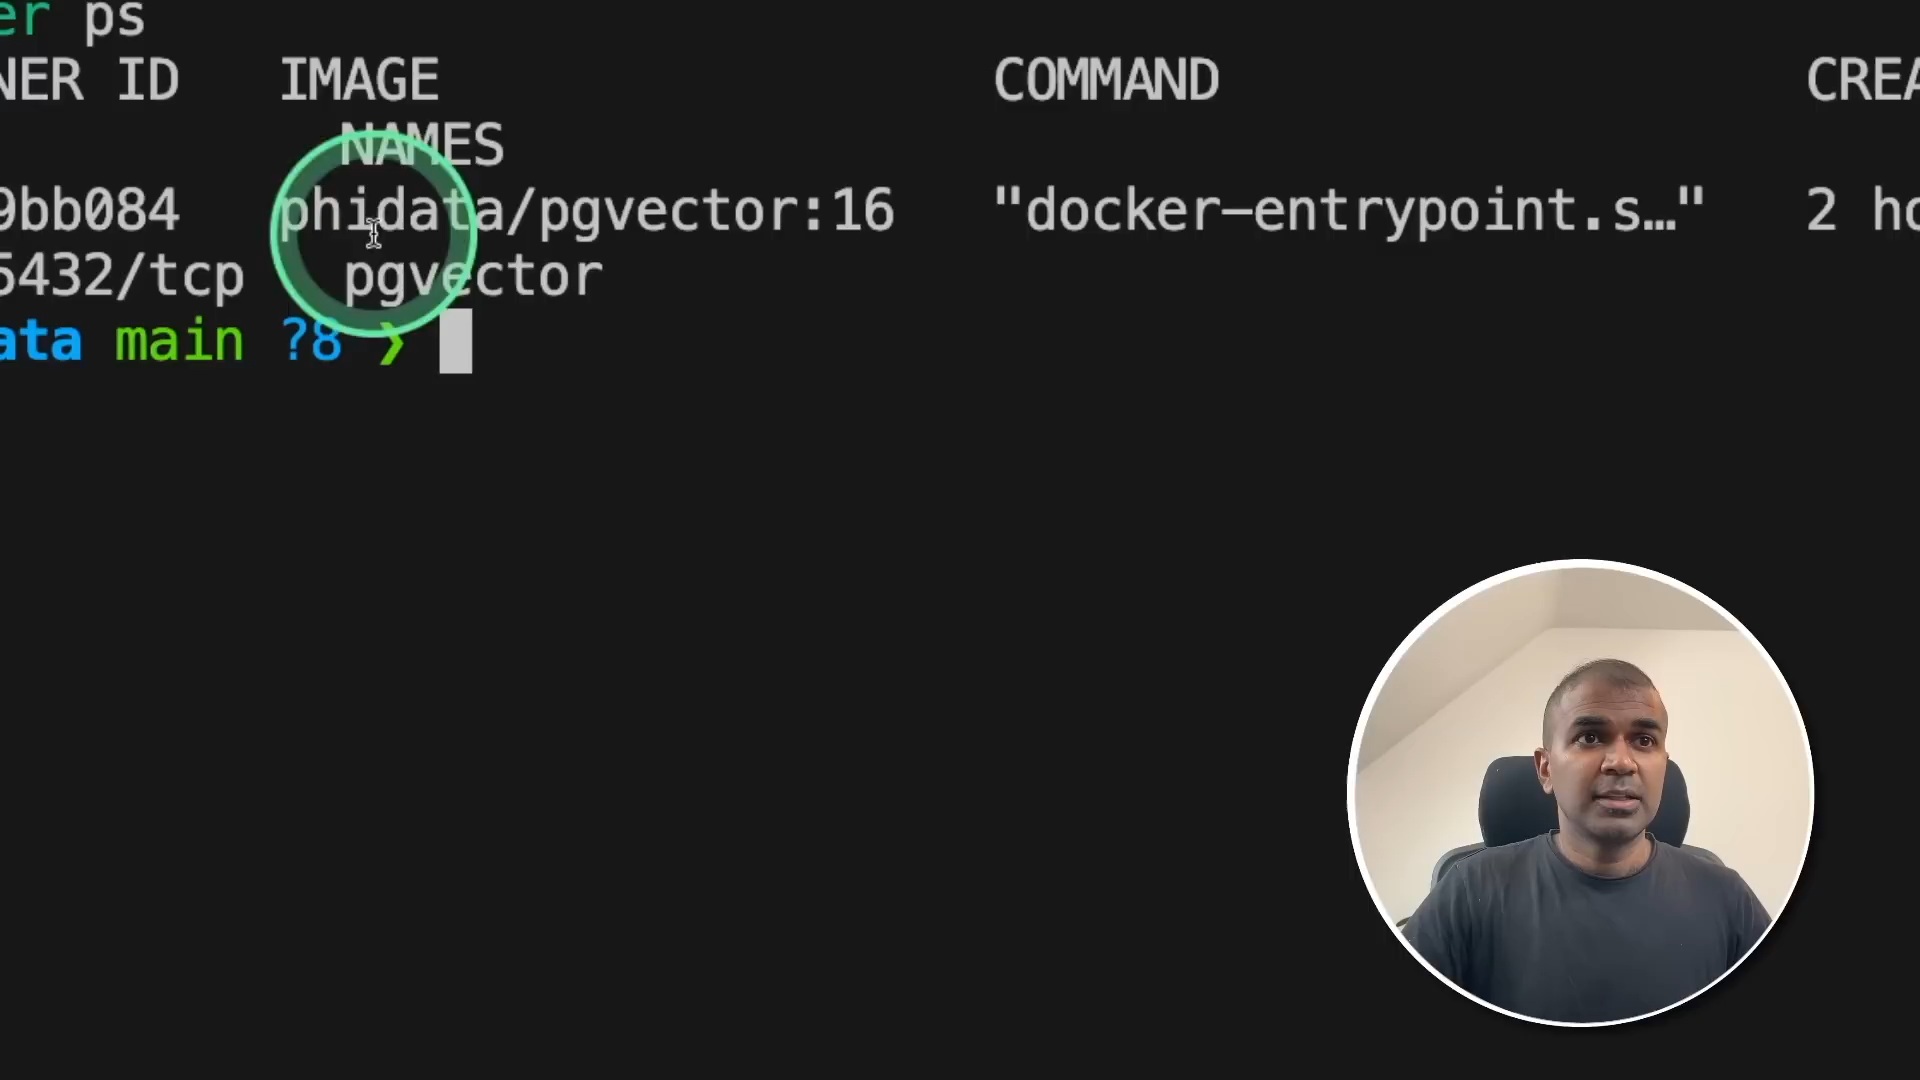 er ps
NER ID IMAGE COMMAND CREA
NAMES
9bb084 phidata/pgvector:16 "docker-entrypoint.s…" 2 ho
5432/tcp pgvector
ata main ?8 ❯